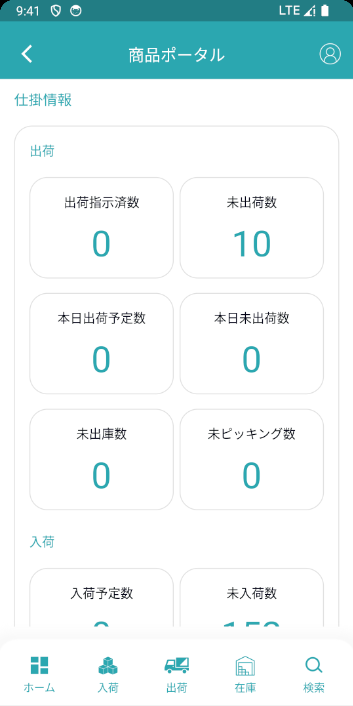 9:41 LTE
商品ポータル
仕掛情報
出荷
出荷指示済数 未出荷数
0 10
本日出荷予定数 本日未出荷数
0 0
未出庫数 未ピッキング数
0 0
入荷
入荷予定数 未入荷数
ホーム 入荷 出荷 在庫 検索